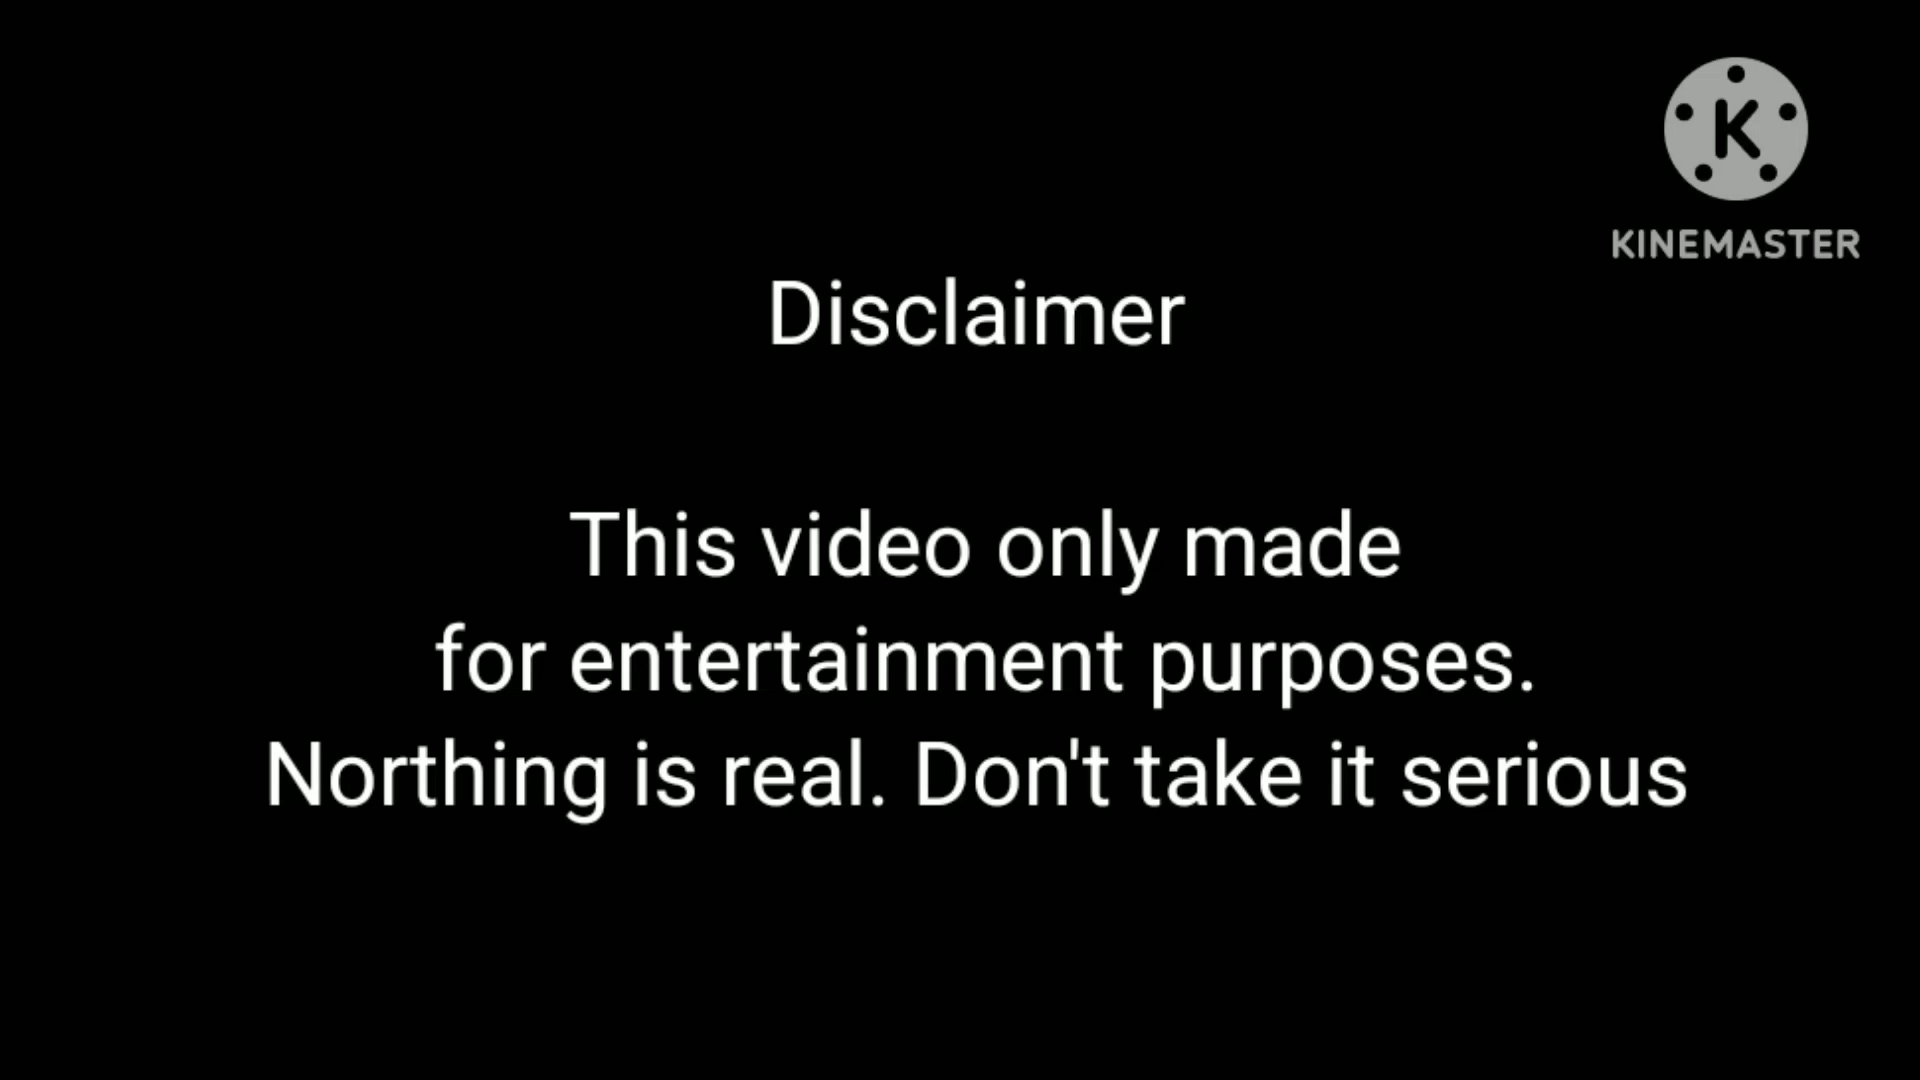 KINEMASTER
Disclaimer
This video only made
for entertainment purposes.
Northing is real. Don't take it serious